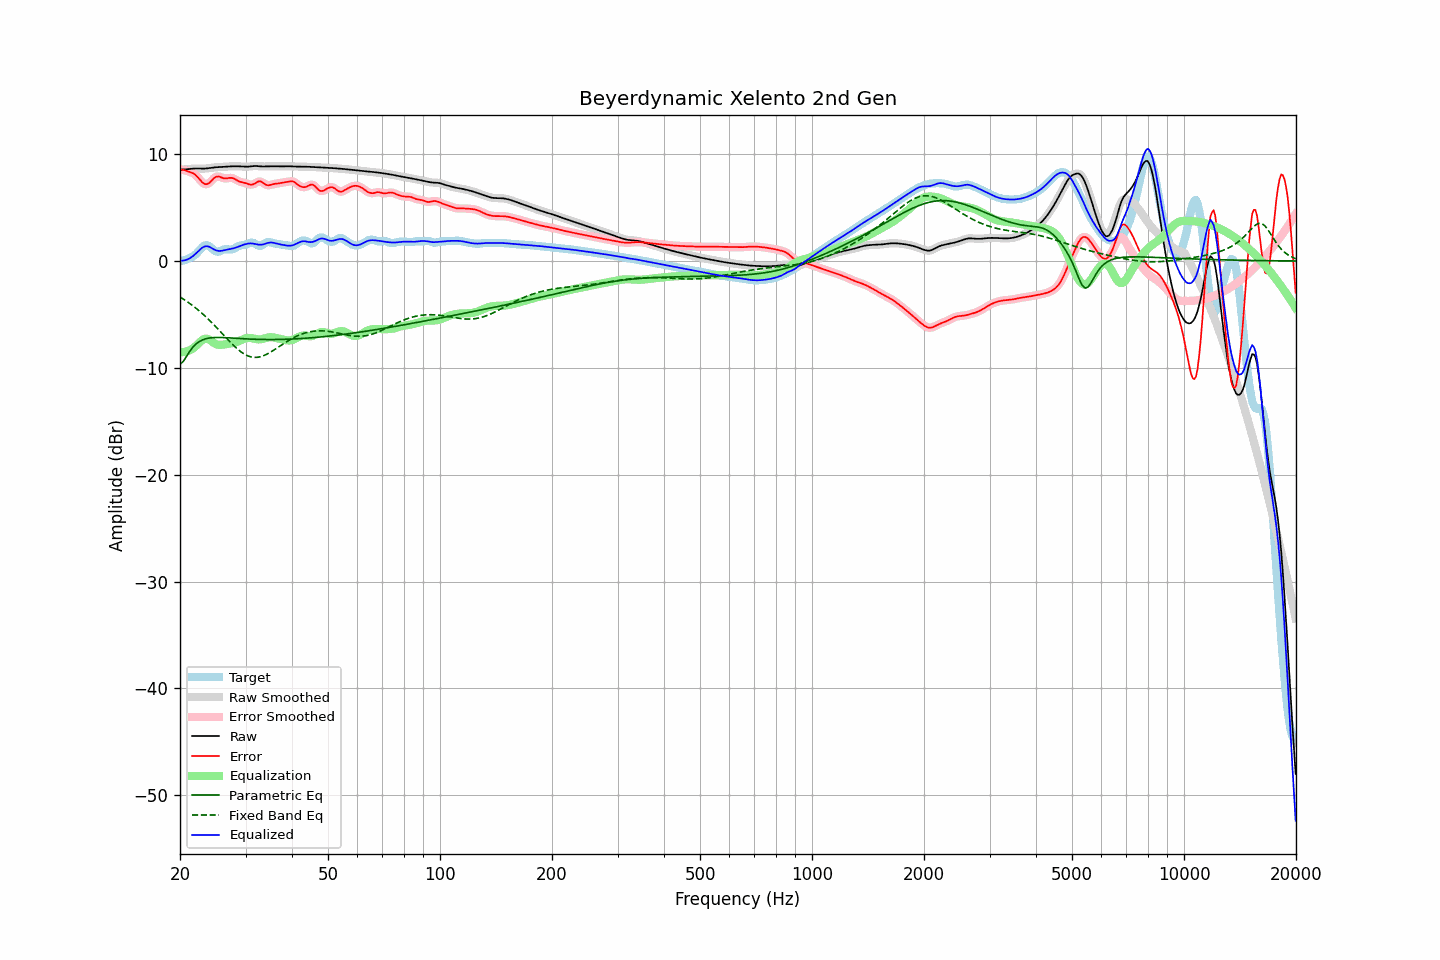 Beyerdynamic Xelento 2nd Gen
Amplitude (dBr)
10
0
−10
−20
−30
−40
−50
Target
Raw Smoothed
Error Smoothed
Raw
Error
Equalization
Parametric Eq
Fixed Band Eq
Equalized
20 50 100 200 500 1000 2000 5000 10000 20000
Frequency (Hz)